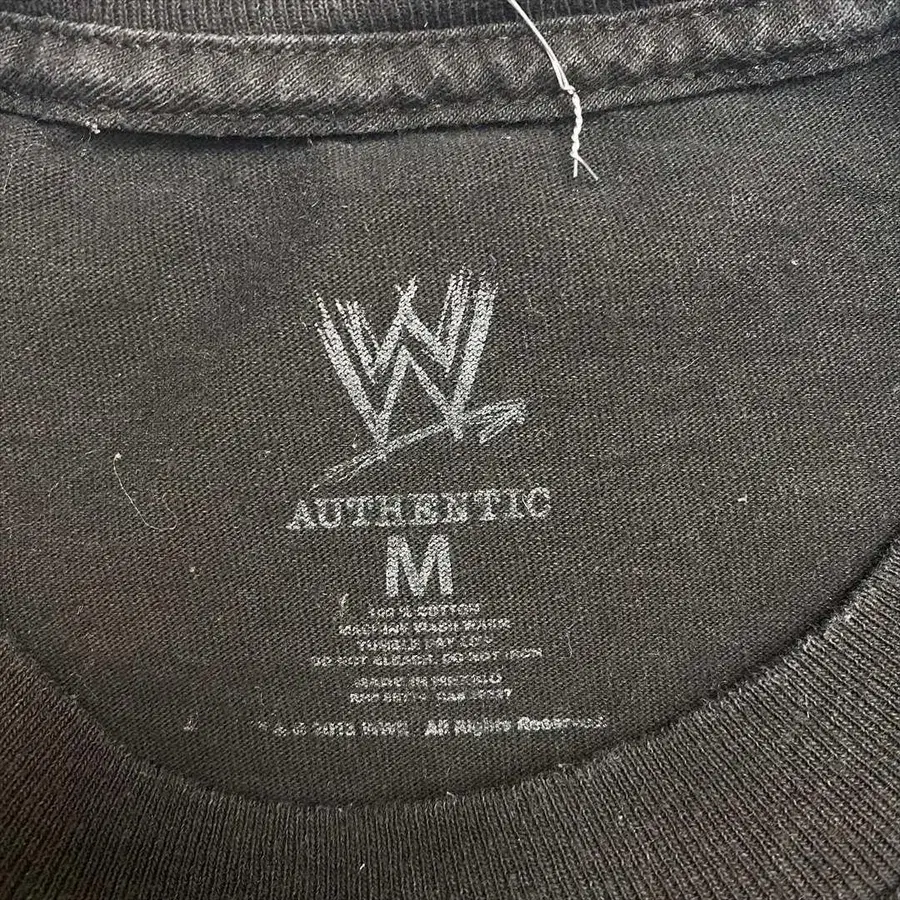 W
AUTHENTIC
M
100% COTTON
MACHINE WASH WARM
TUMBLE DRY LOW
DO NOT BLEACH, DO NOT IRON
MADE IN MEXICO
All Rights Reserved.